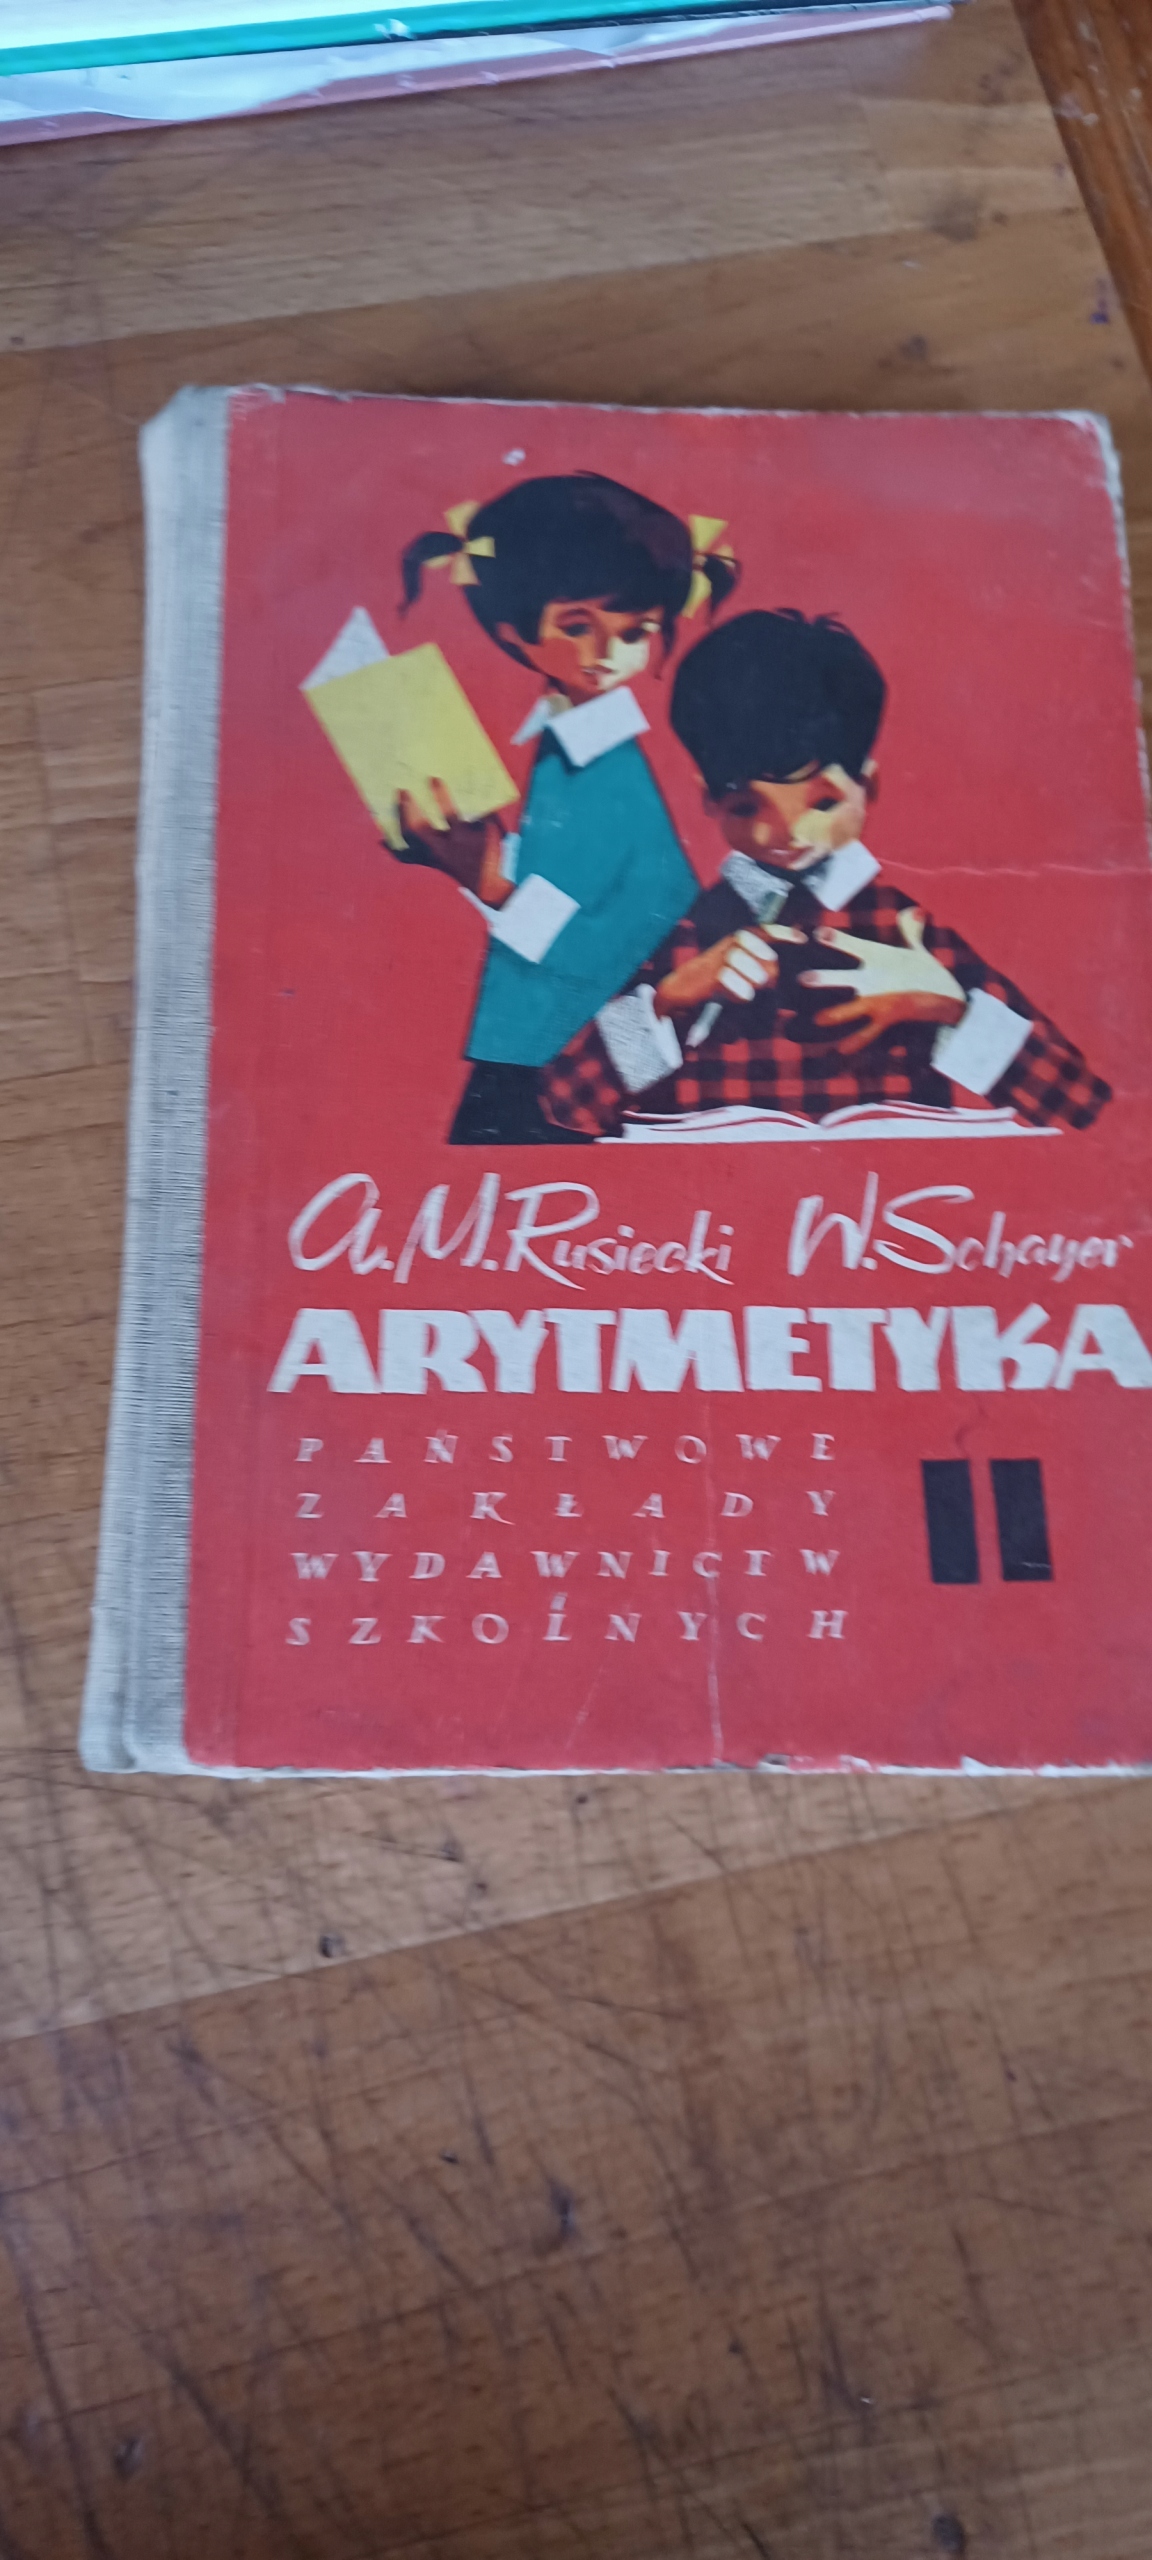 A.M. Rusiecki W. Schayer
ARYTMETYKA
PAŃSTWOWE
ZAKŁADY
WYDAWNICTW
SZKOLNYCH
II